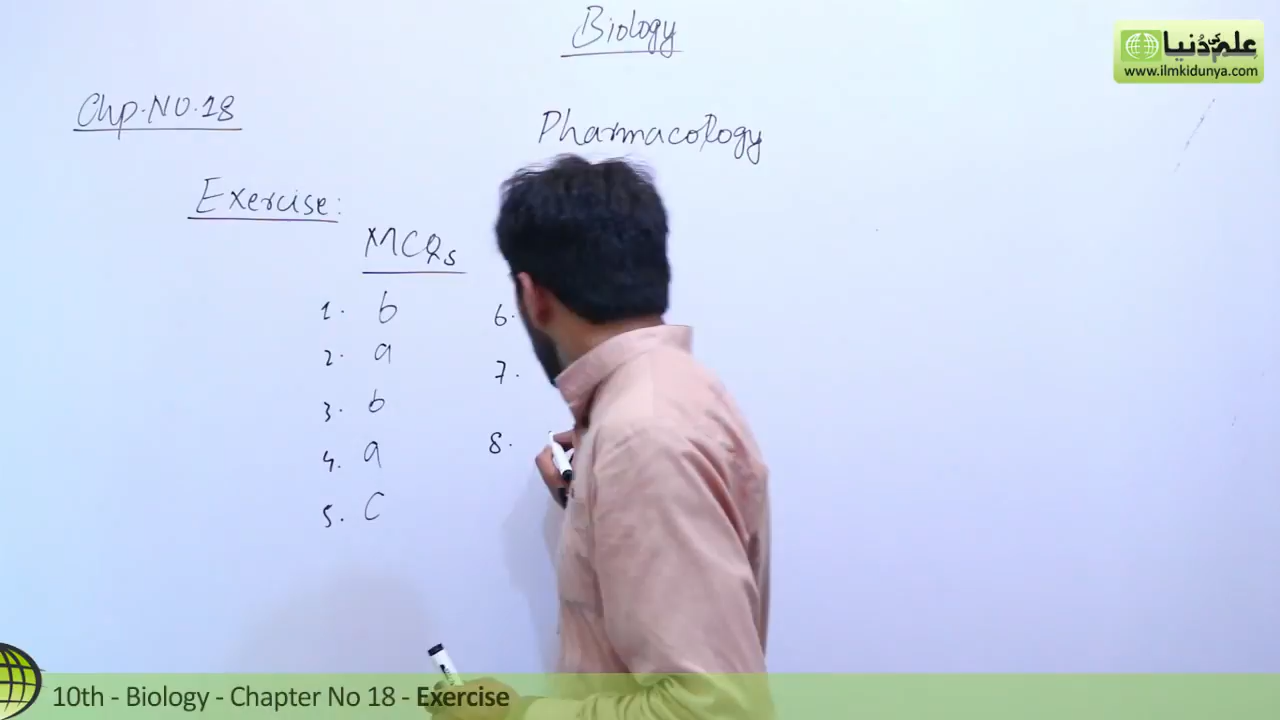 Biology
علم کی دُنیا
www.ilmkidunya.com
Chp.NO.18
Pharmacology
Exercise:
MCQs
1. b
2. a
3. b
4. a
5. C
6.
7.
8.
10th - Biology - Chapter No 18 - Exercise